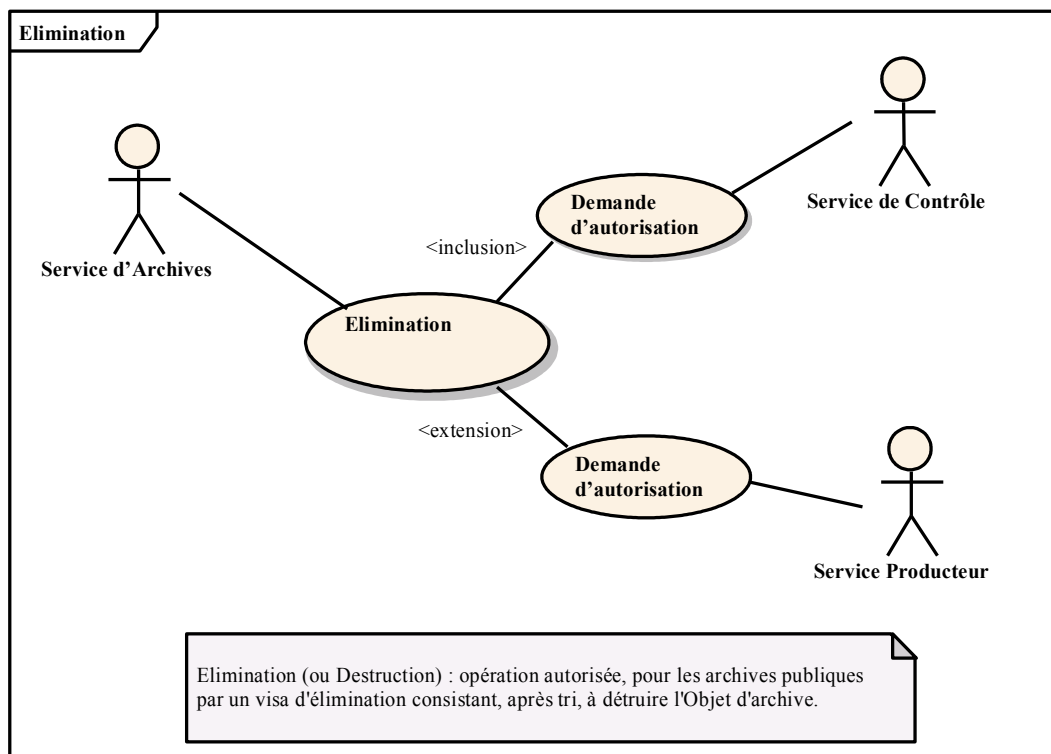 Elimination
Service de Contrôle
Service d'Archives
Demande
d'autorisation
<inclusion>
Elimination
<extension>
Demande
d'autorisation
Service Producteur
Elimination (ou Destruction) : opération autorisée, pour les archives publiques
par un visa d'élimination consistant, après tri, à détruire l'Objet d'archive.